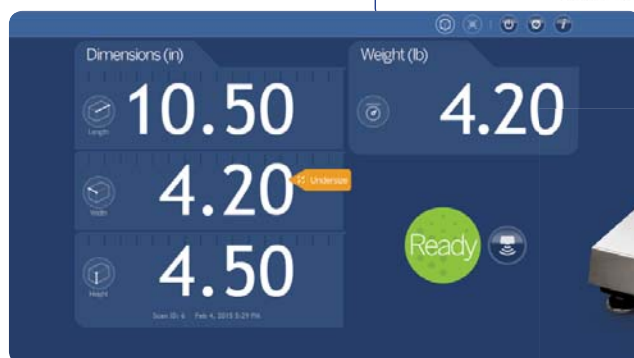 Dimensions (in)
Length
10.50
Width
4.20
Undersize
Height
4.50
Scan ID: 6 Feb 4, 2015 5:29 PM
Weight (lb)
4.20
Ready